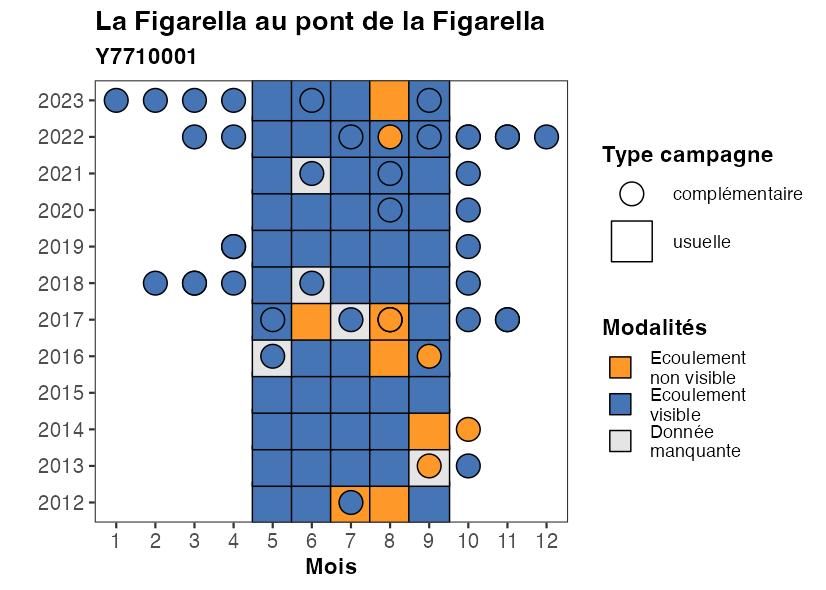 La Figarella au pont de la Figarella
Y7710001
2023
2022
2021
2020
2019
2018
2017
2016
2015
2014
2013
2012
1 2 3 4 5 6 7 8 9 10 11 12
Mois
Type campagne
complémentaire
usuelle
Modalités
Ecoulement
non visible
Ecoulement
visible
Donnée
manquante